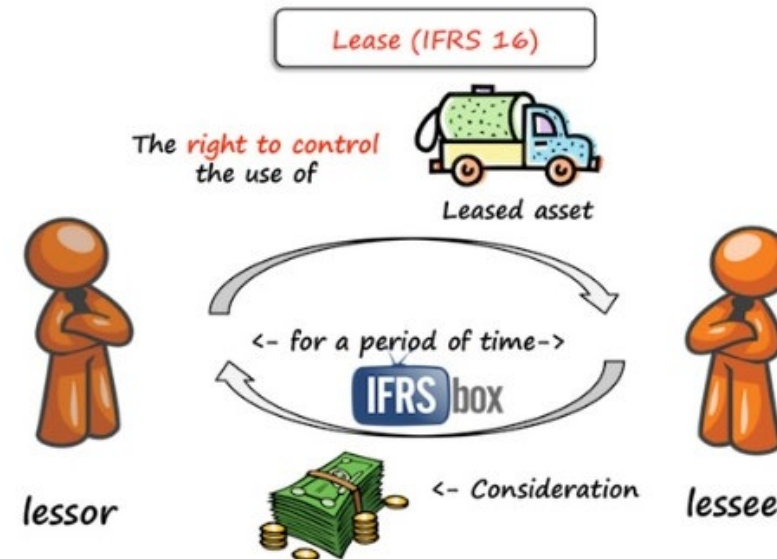 Lease (IFRS 16)
The right to control
the use of
Leased asset
<- for a period of time->
IFRS box
<- Consideration
lessor
lessee